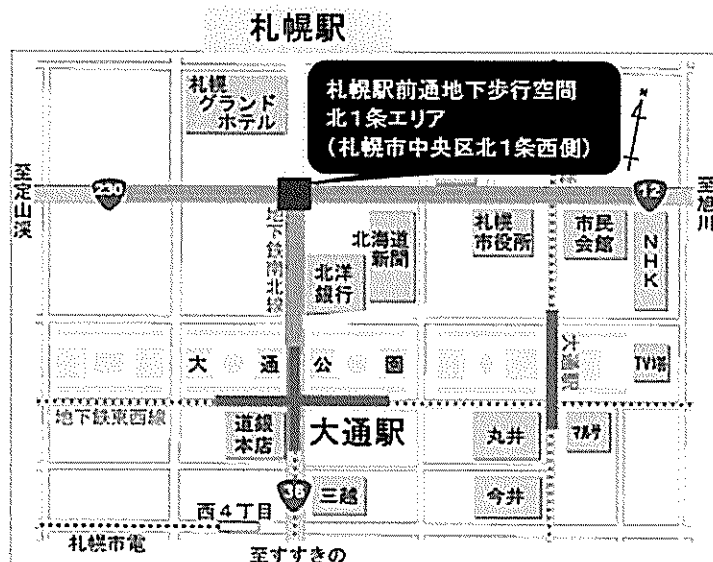 札幌駅
札幌
グランド
ホテル
札幌駅前通地下歩行空間
北1条エリア
(札幌市中央区北1条西側)
至定山渓
230
12
至旭川
地下鉄南北線
北海道
新聞
北洋
銀行
札幌
市役所
市民
会館
NHK
大通公園
大通駅
TV塔
地下鉄東西線
道銀
本店
大通駅
丸井
マルサ
36
三越
今井
西4丁目
札幌市電
至すすきの